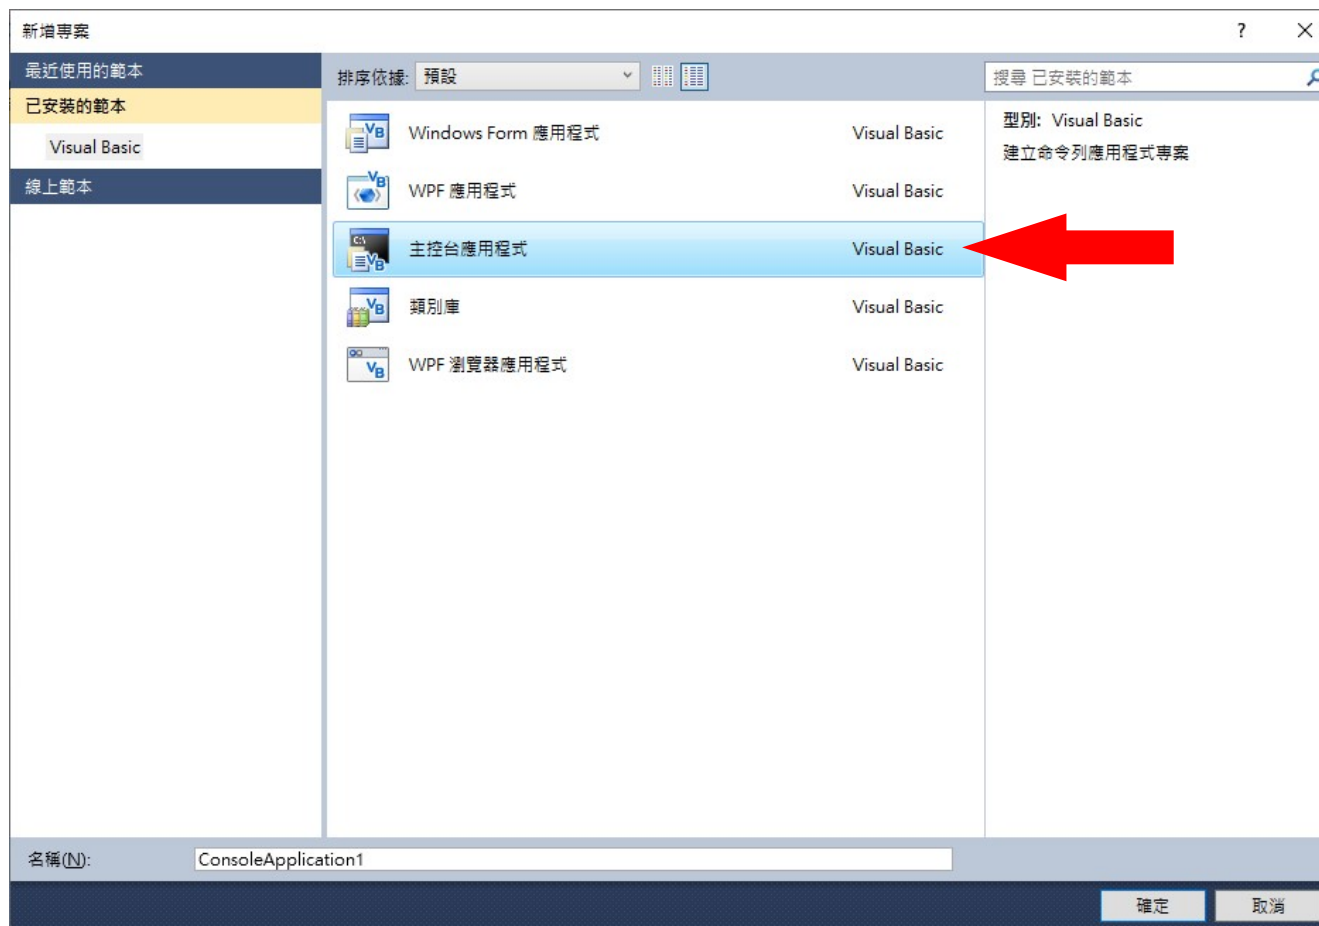 新增專案
最近使用的範本
已安裝的範本
Visual Basic
線上範本
排序依據: 預設
搜尋 已安裝的範本
Windows Form 應用程式 Visual Basic
WPF 應用程式 Visual Basic
主控台應用程式 Visual Basic
類別庫 Visual Basic
WPF 瀏覽器應用程式 Visual Basic
型別: Visual Basic
建立命令列應用程式專案
名稱(N): ConsoleApplication1
確定 取消